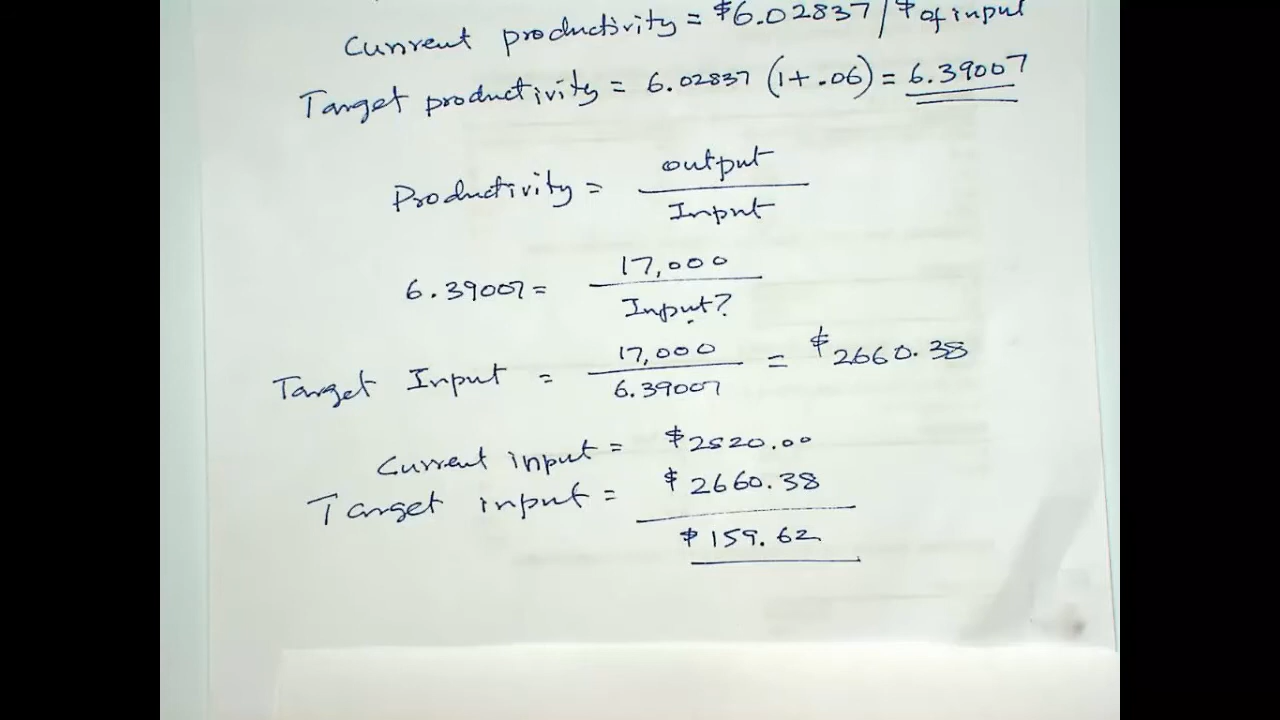 Current productivity = $6.02837 / $ of input
Target productivity = 6.02837 (1+.06) = 6.39007
Productivity = output
Input
6.39007 = 17,000
Input?
Target Input = 17,000 = $2660.38
6.39007
Current input = $2820.00
Target input = $2660.38
$159.62